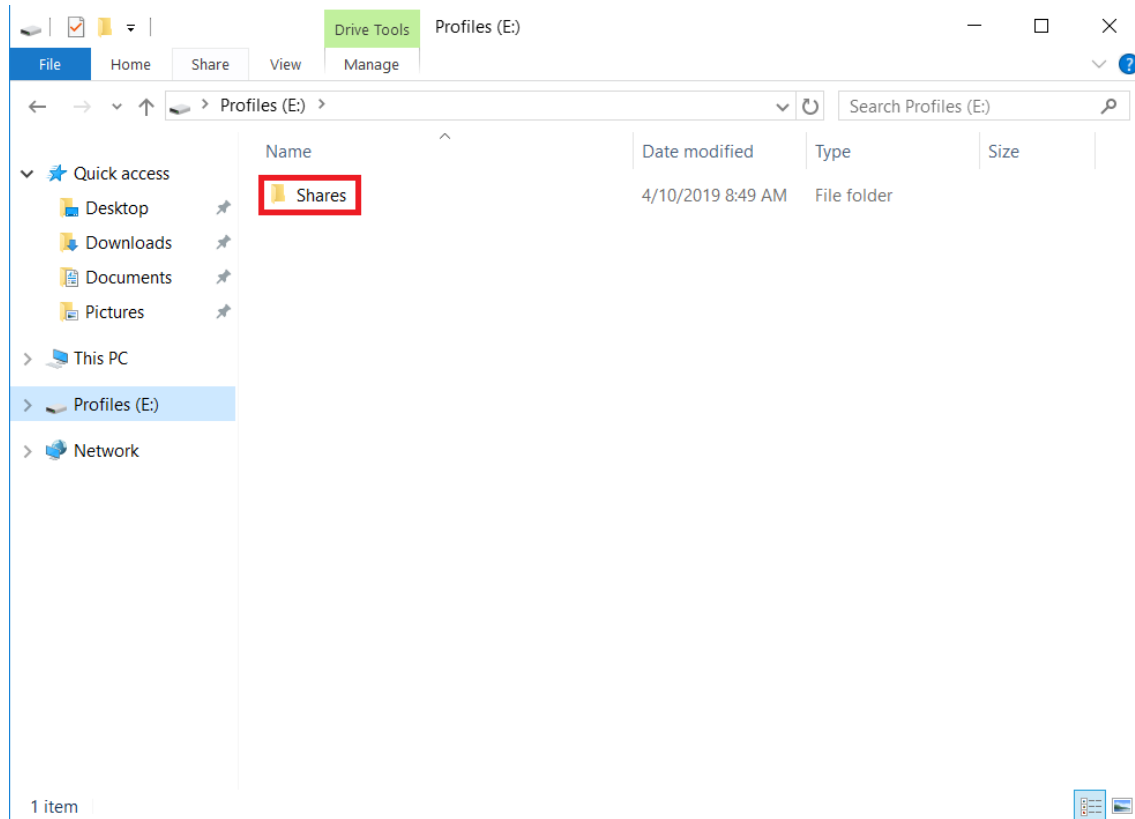 Drive Tools Profiles (E:)
File Home Share View Manage ?
Profiles (E:) Search Profiles (E:)
Name Date modified Type Size
Quick access
Shares 4/10/2019 8:49 AM File folder
Desktop
Downloads
Documents
Pictures
This PC
Profiles (E:)
Network
1 item